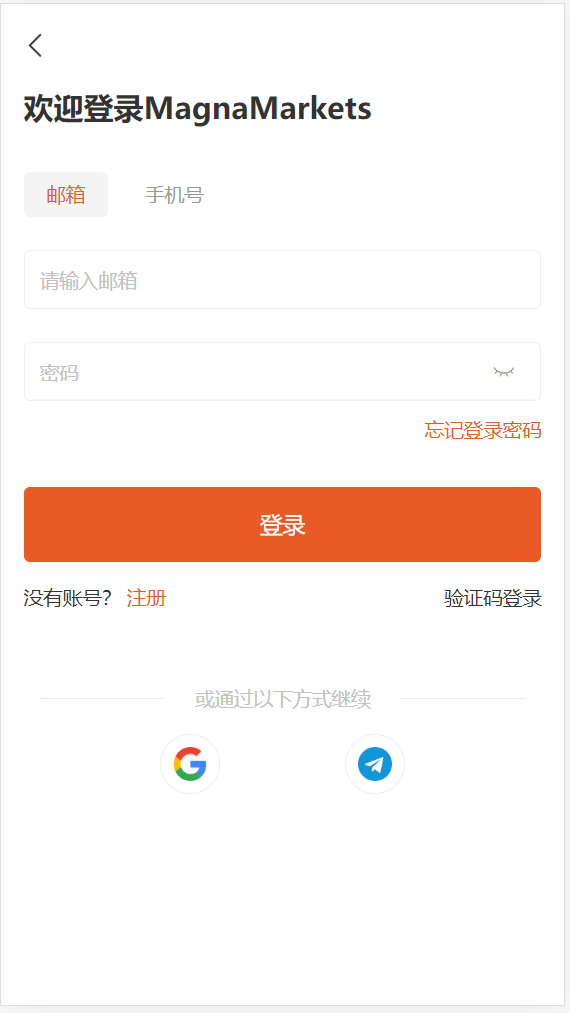 欢迎登录MagnaMarkets
邮箱 手机号
请输入邮箱
密码
忘记登录密码
登录
没有账号? 注册 验证码登录
或通过以下方式继续